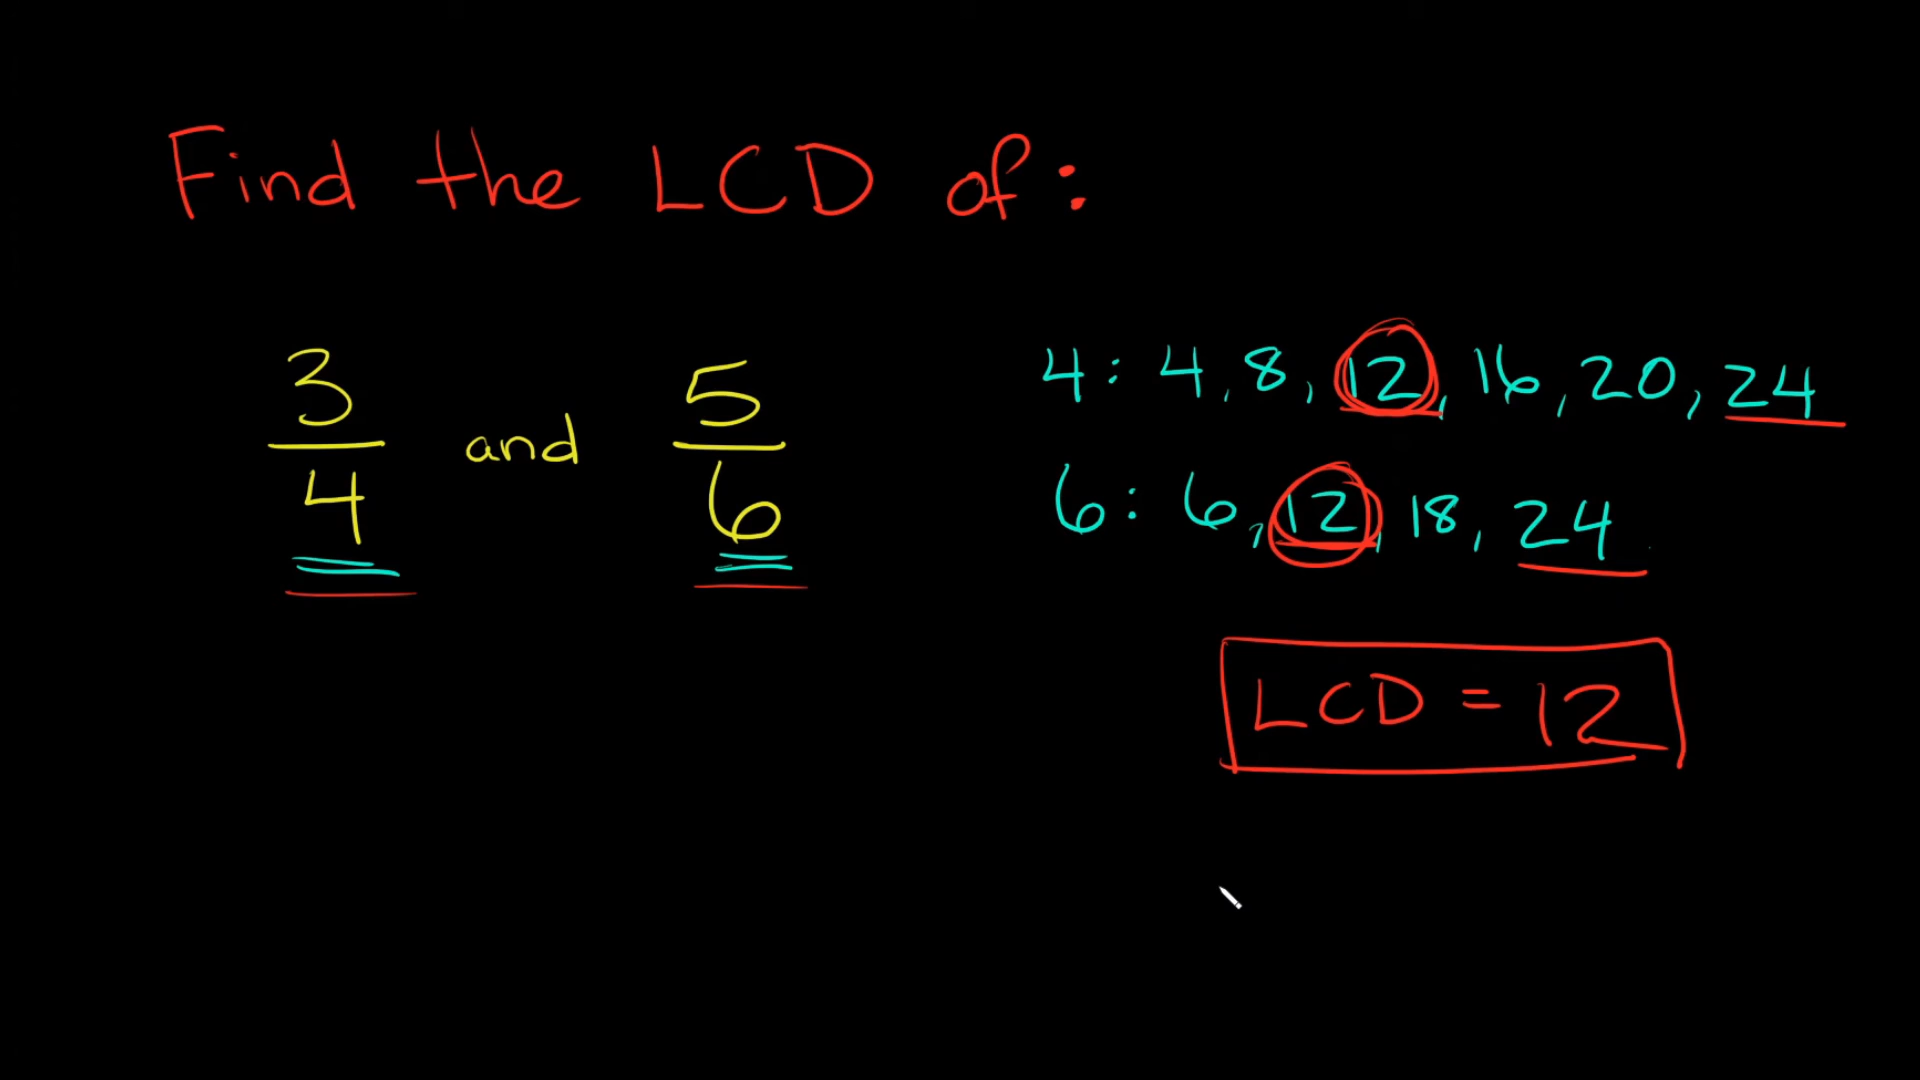 Find the LCD of:
3/4 and 5/6
4: 4, 8, 12, 16, 20, 24
6: 6, 12, 18, 24
LCD = 12